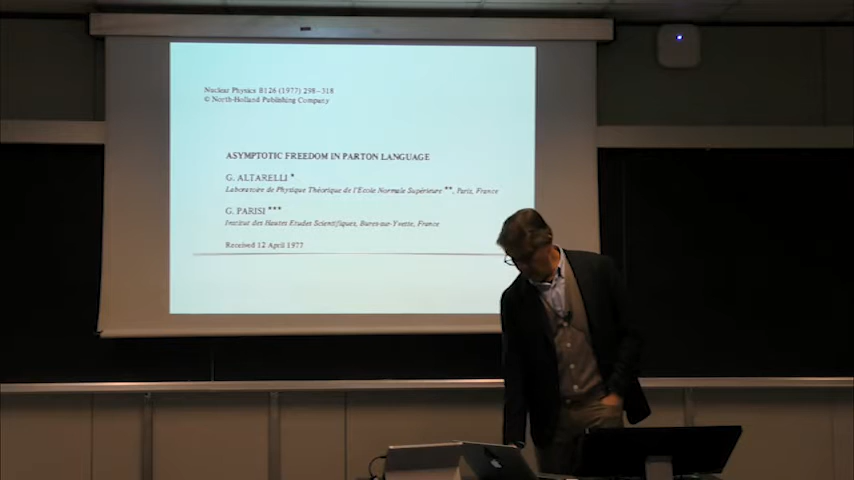 Nuclear Physics B126 (1977) 298–318
© North-Holland Publishing Company
ASYMPTOTIC FREEDOM IN PARTON LANGUAGE
G. ALTARELLI *
Laboratoire de Physique Théorique de l'Ecole Normale Supérieure **, Paris, France
G. PARISI ***
Institut des Hautes Etudes Scientifiques, Bures-sur-Yvette, France
Received 12 April 1977